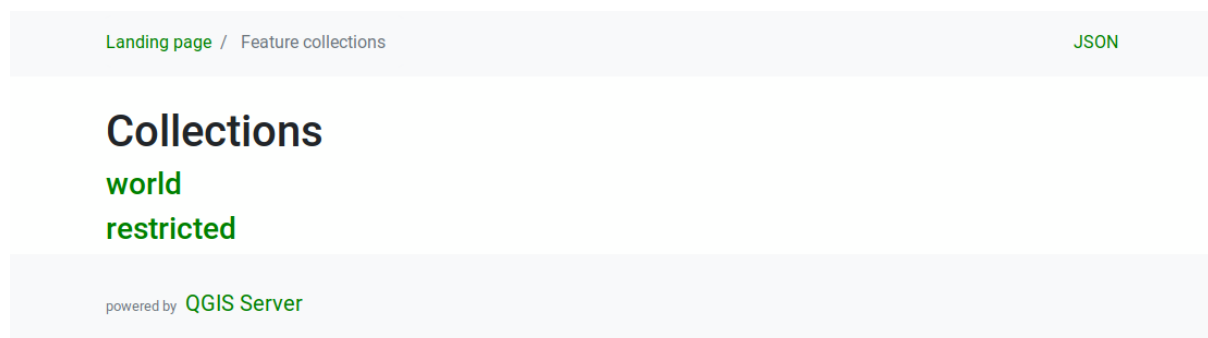 Landing page / Feature collections JSON
Collections
world
restricted
powered by QGIS Server